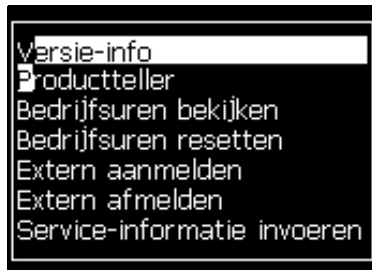 Versie-info
Productteller
Bedrijfsuren bekijken
Bedrijfsuren resetten
Extern aanmelden
Extern afmelden
Service-informatie invoeren